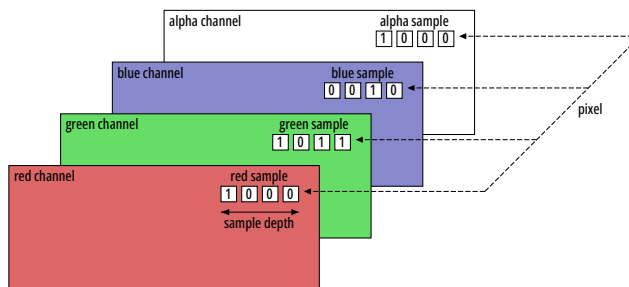 alpha channel
alpha sample
1 0 0 0
blue channel
blue sample
0 0 1 0
pixel
green channel
green sample
1 0 1 1
red channel
red sample
1 0 0 0
sample depth